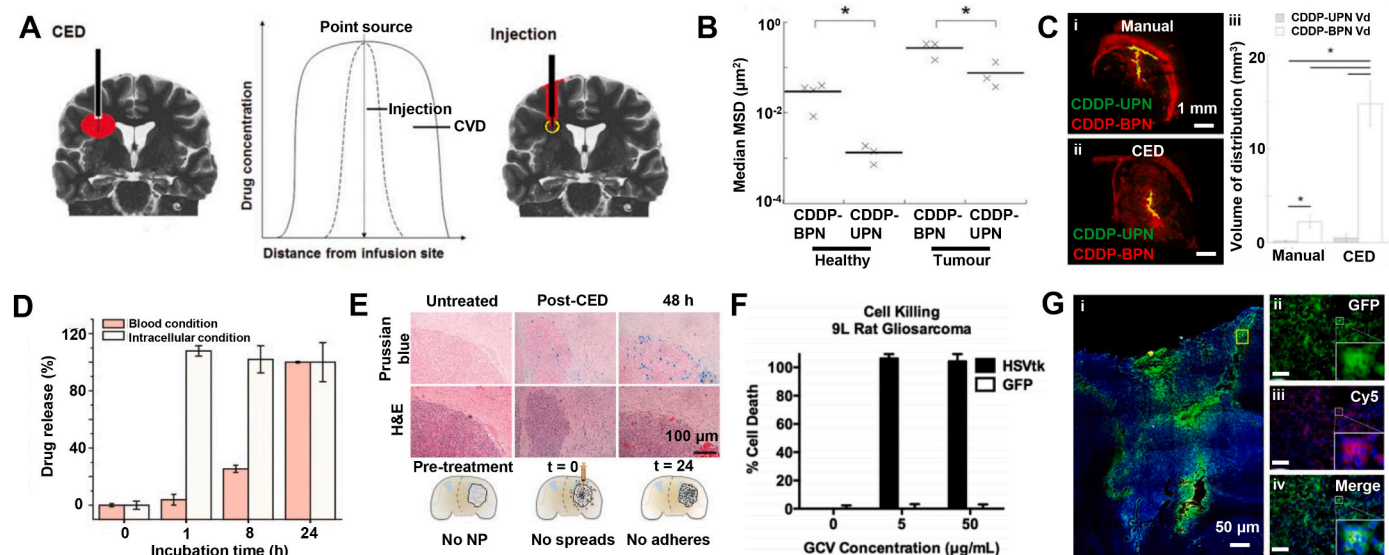 A
CED
Point source
Injection
CVD
Drug concentration
Distance from infusion site
Injection
B
Median MSD (µm²)
10⁰
10⁻²
10⁻⁴
*
*
CDDP-BPN
CDDP-UPN
CDDP-BPN
CDDP-UPN
Healthy
Tumour
C
i
Manual
CDDP-UPN
CDDP-BPN
1 mm
ii
CED
CDDP-UPN
CDDP-BPN
iii
CDDP-UPN Vd
CDDP-BPN Vd
Volume of distribution (mm³)
20
10
0
*
*
Manual
CED
D
Blood condition
Intracellular condition
Drug release (%)
120
80
40
0
0
1
8
24
Incubation time (h)
E
Untreated
Post-CED
48 h
Prussian blue
H&E
100 µm
Pre-treatment
t = 0
t = 24
No NP
No spreads
No adheres
F
Cell Killing
9L Rat Gliosarcoma
HSVtk
GFP
% Cell Death
100
80
60
40
20
0
0
5
50
GCV Concentration (µg/mL)
G
i
50 µm
ii
GFP
iii
Cy5
iv
Merge